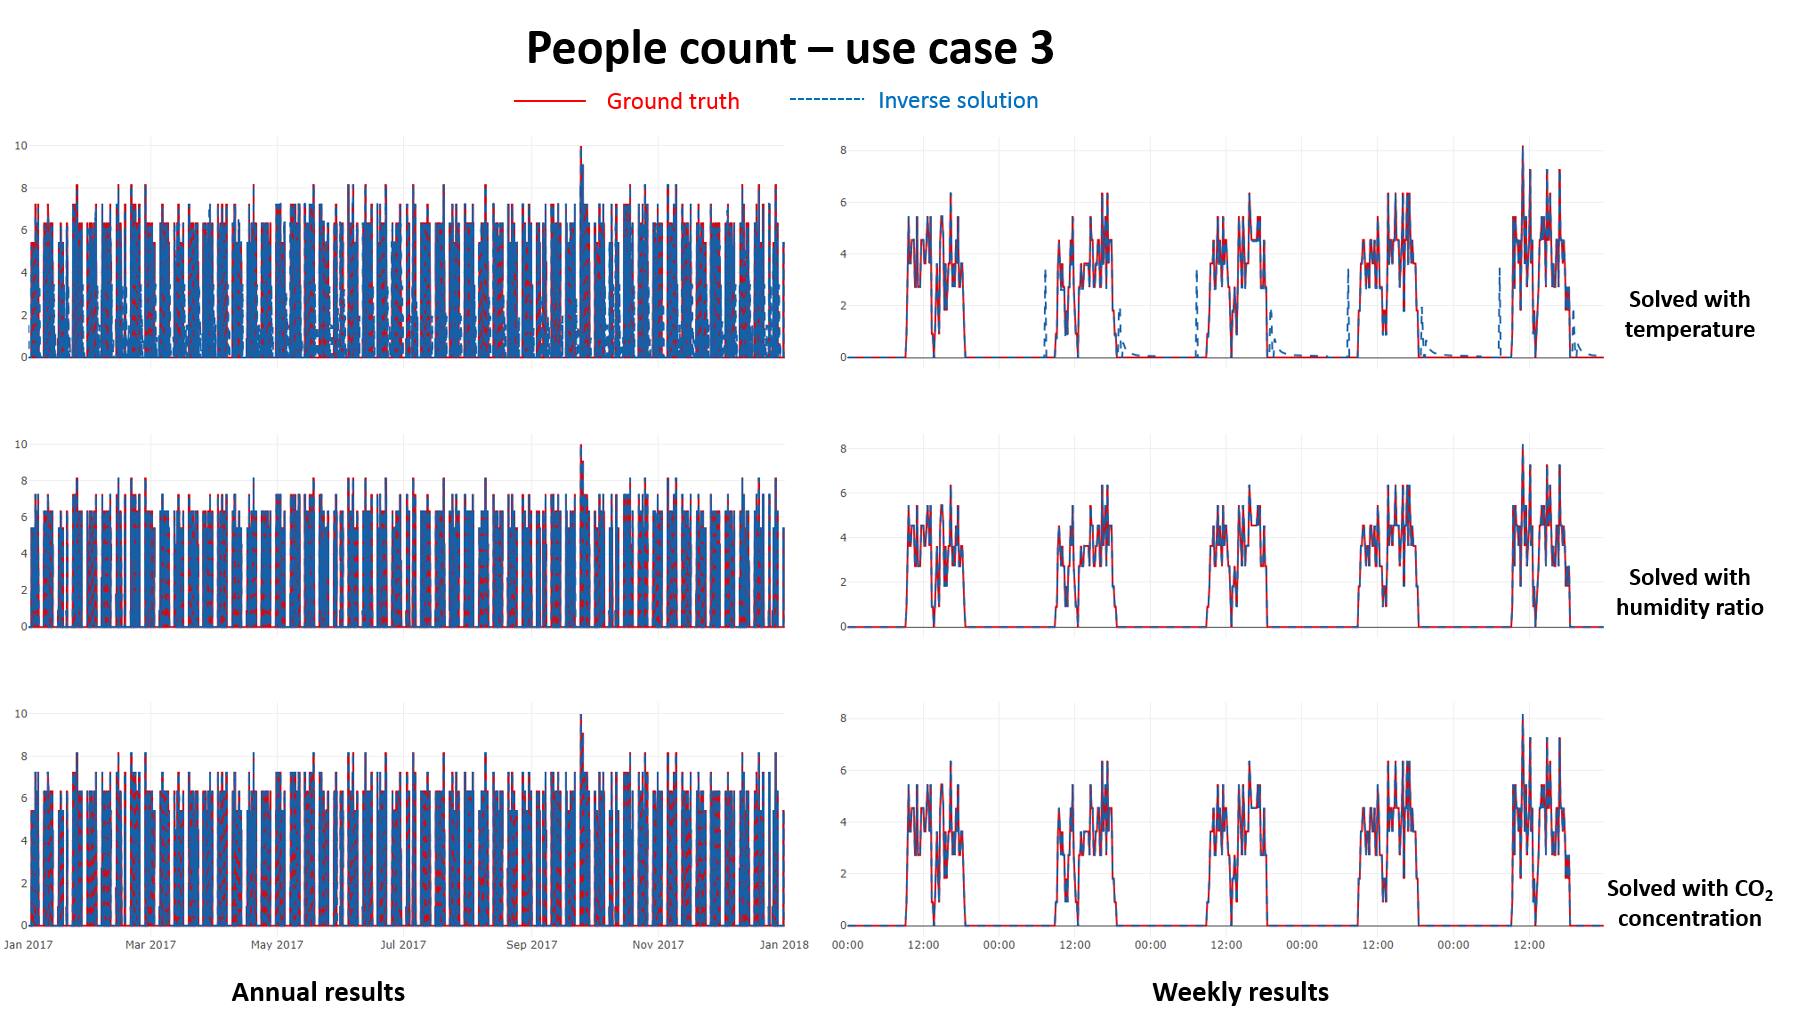 People count – use case 3
Ground truth
Inverse solution
10
8
6
4
2
0
8
6
4
2
0
Solved with
temperature
10
8
6
4
2
0
8
6
4
2
0
Solved with
humidity ratio
10
8
6
4
2
0
8
6
4
2
0
Solved with CO₂
concentration
Jan 2017 Mar 2017 May 2017 Jul 2017 Sep 2017 Nov 2017 Jan 2018
00:00 12:00 00:00 12:00 00:00 12:00 00:00 12:00 00:00 12:00
Annual results
Weekly results